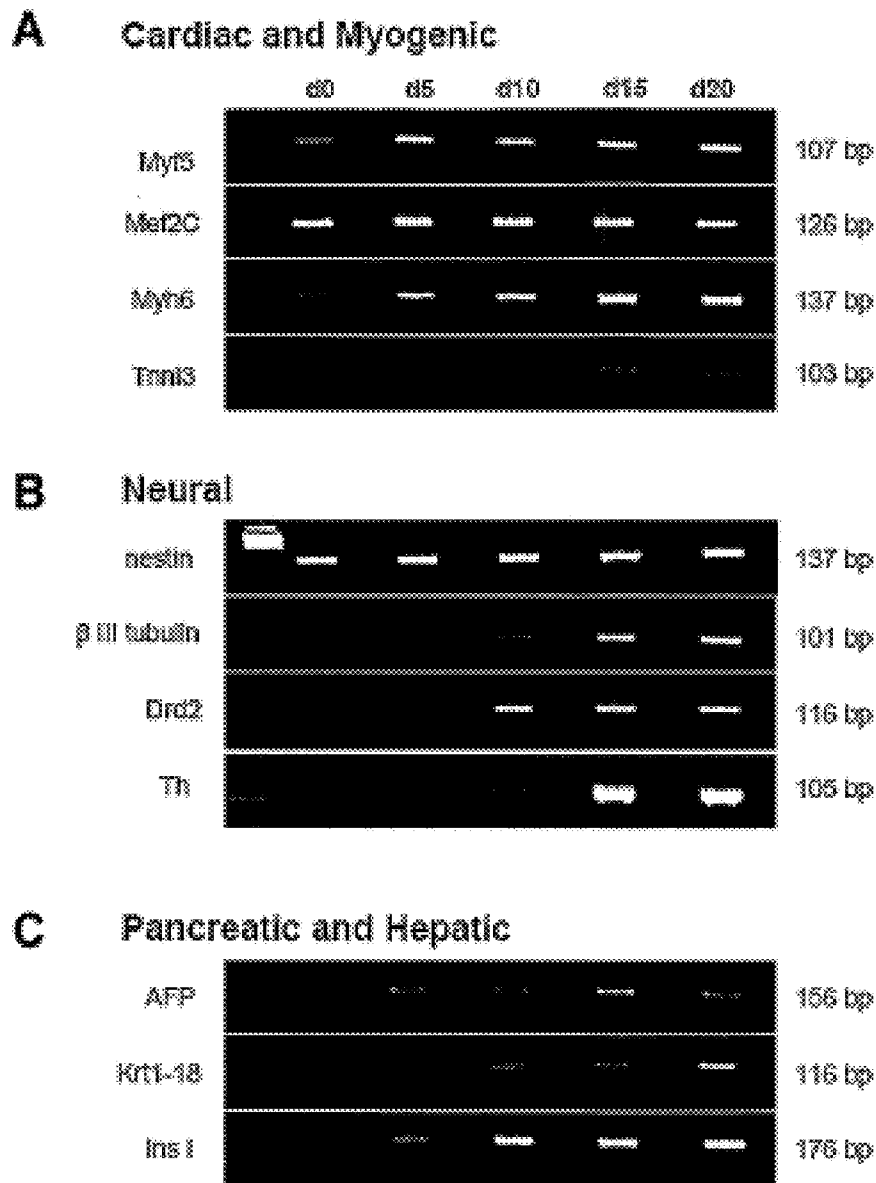 A Cardiac and Myogenic
d0 d5 d10 d15 d20
Myf5 107 bp
Mef2C 126 bp
Myh6 137 bp
Tnni3 103 bp
B Neural
nestin 137 bp
β III tubulin 101 bp
Drd2 116 bp
Th 105 bp
C Pancreatic and Hepatic
AFP 156 bp
Krt1-18 116 bp
Ins I 176 bp